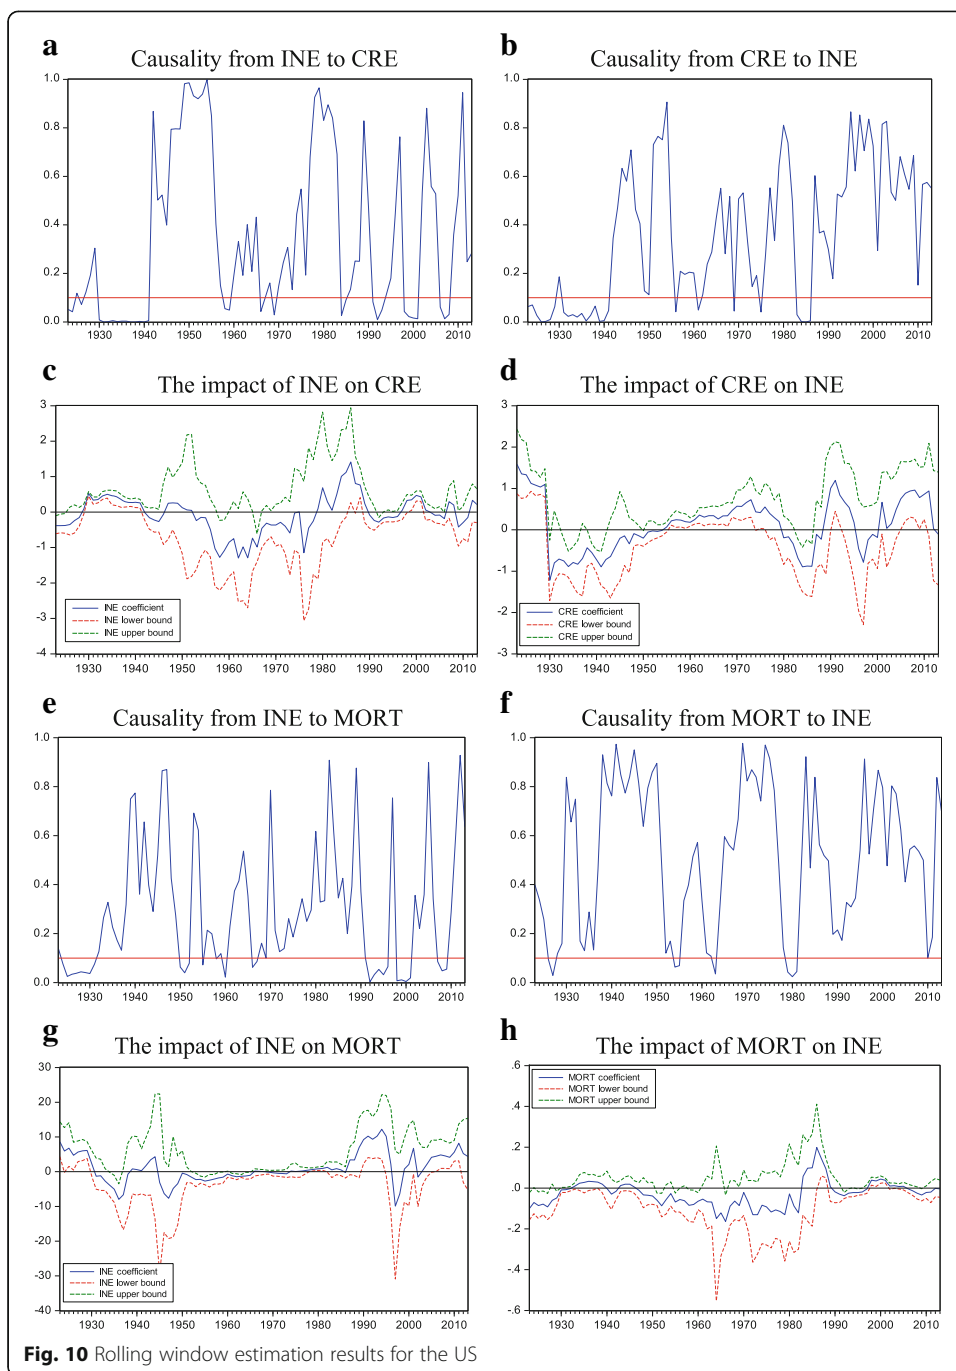 a
Causality from INE to CRE
1.0
0.8
0.6
0.4
0.2
0.0
1930 1940 1950 1960 1970 1980 1990 2000 2010
b
Causality from CRE to INE
1.0
0.8
0.6
0.4
0.2
0.0
1930 1940 1950 1960 1970 1980 1990 2000 2010
c
The impact of INE on CRE
3
2
1
0
-1
-2
-3
-4
INE coefficient
INE lower bound
INE upper bound
1930 1940 1950 1960 1970 1980 1990 2000 2010
d
The impact of CRE on INE
3
2
1
0
-1
-2
-3
CRE coefficient
CRE lower bound
CRE upper bound
1930 1940 1950 1960 1970 1980 1990 2000 2010
e
Causality from INE to MORT
1.0
0.8
0.6
0.4
0.2
0.0
1930 1940 1950 1960 1970 1980 1990 2000 2010
f
Causality from MORT to INE
1.0
0.8
0.6
0.4
0.2
0.0
1930 1940 1950 1960 1970 1980 1990 2000 2010
g
The impact of INE on MORT
30
20
10
0
-10
-20
-30
-40
INE coefficient
INE lower bound
INE upper bound
1930 1940 1950 1960 1970 1980 1990 2000 2010
h
The impact of MORT on INE
.6
.4
.2
.0
-.2
-.4
-.6
MORT coefficient
MORT lower bound
MORT upper bound
1930 1940 1950 1960 1970 1980 1990 2000 2010
Fig. 10 Rolling window estimation results for the US